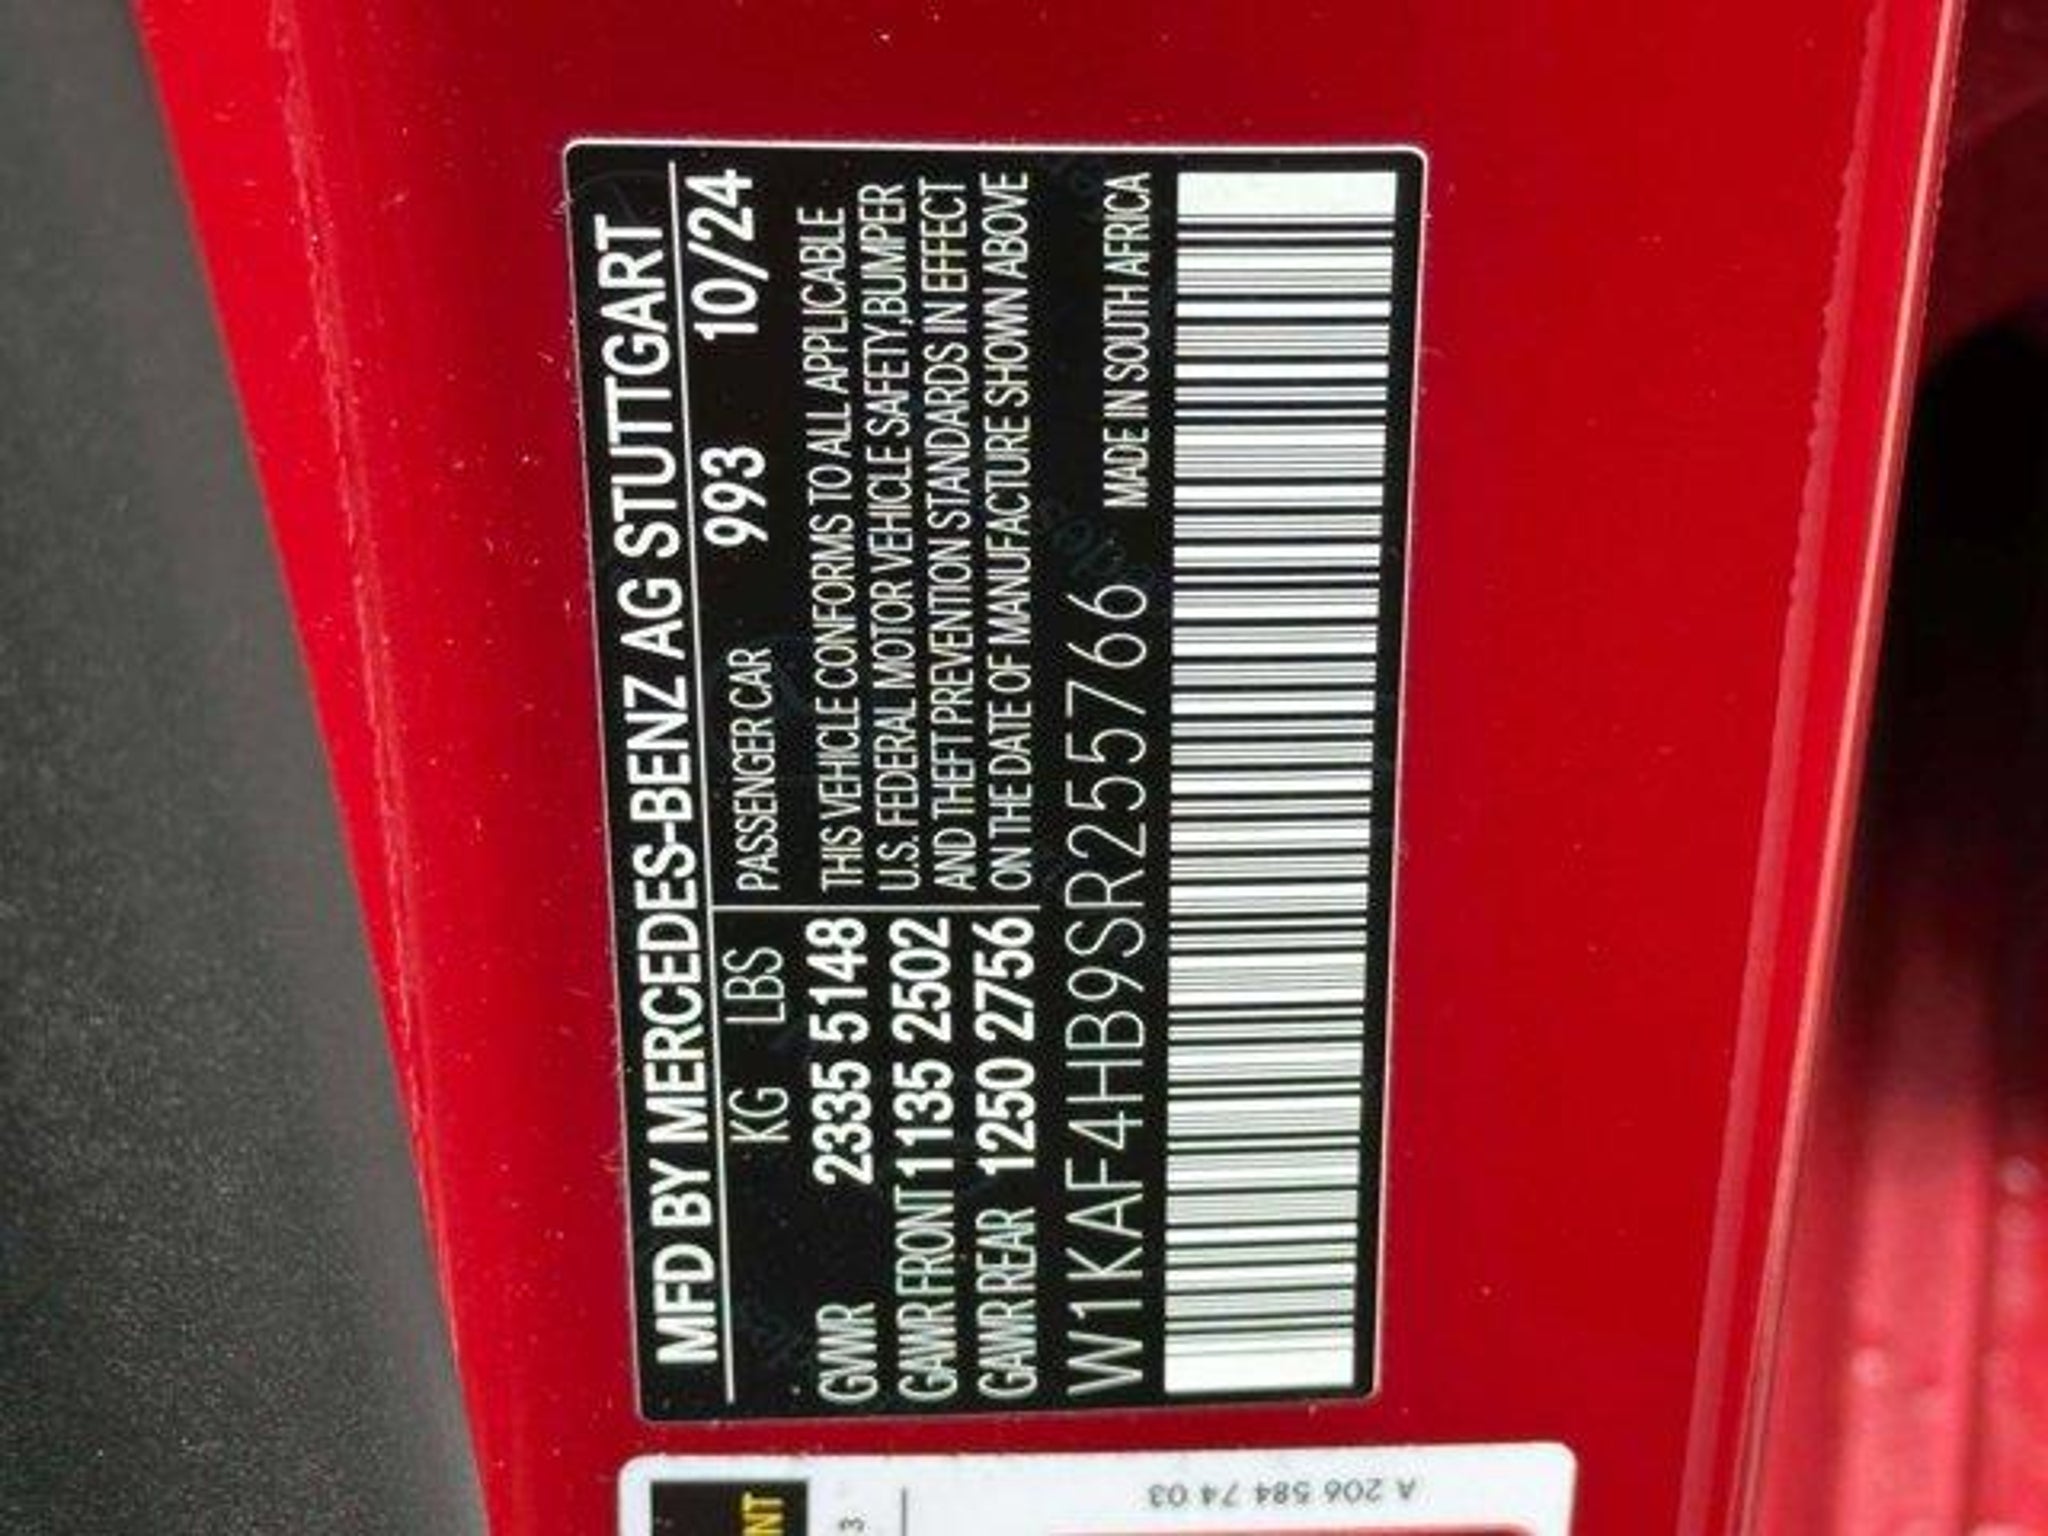 MFD BY MERCEDES-BENZ AG STUTTGART
KG LBS PASSENGER CAR 993 10/24
GVWR 2335 5148 THIS VEHICLE CONFORMS TO ALL APPLICABLE
GAWR FRONT 1135 2502 U.S. FEDERAL MOTOR VEHICLE SAFETY,BUMPER
AND THEFT PREVENTION STANDARDS IN EFFECT
GAWR REAR 1250 2756 ON THE DATE OF MANUFACTURE SHOWN ABOVE
W1KAF4HB9SR255766 MADE IN SOUTH AFRICA
A 206 584 74 03